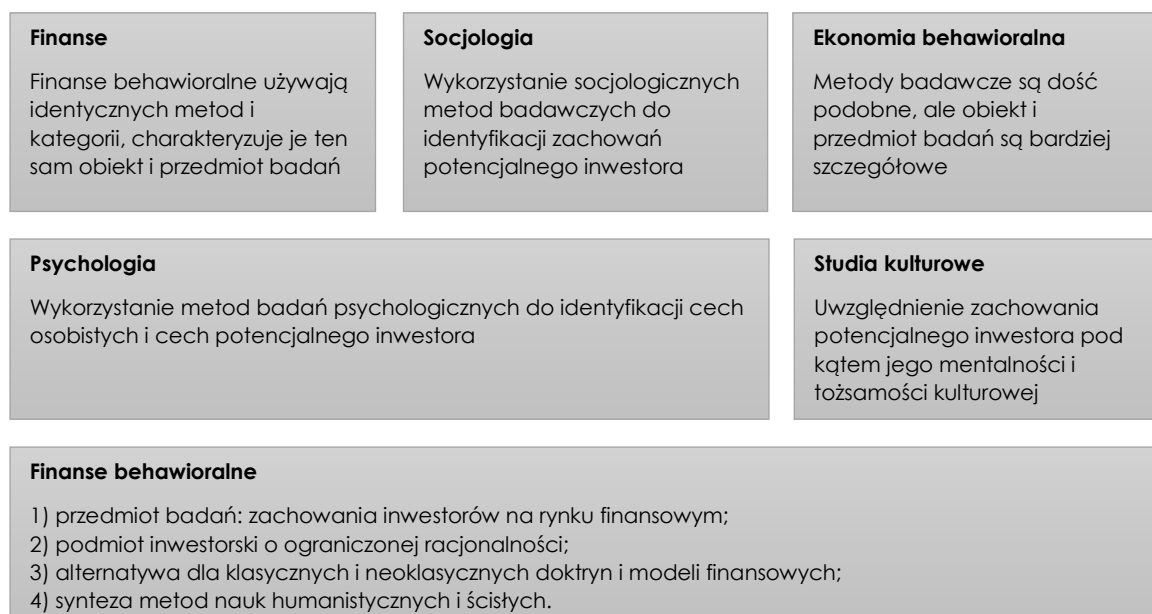 Finanse
Finanse behawioralne używają
identycznych metod i
kategorii, charakteryzuje je ten
sam obiekt i przedmiot badań
Socjologia
Wykorzystanie socjologicznych
metod badawczych do
identyfikacji zachowań
potencjalnego inwestora
Ekonomia behawioralna
Metody badawcze są dość
podobne, ale obiekt i
przedmiot badań są bardziej
szczegółowe
Psychologia
Wykorzystanie metod badań psychologicznych do identyfikacji cech
osobistych i cech potencjalnego inwestora
Studia kulturowe
Uwzględnienie zachowania
potencjalnego inwestora pod
kątem jego mentalności i
tożsamości kulturowej
Finanse behawioralne
1) przedmiot badań: zachowania inwestorów na rynku finansowym;
2) podmiot inwestorski o ograniczonej racjonalności;
3) alternatywa dla klasycznych i neoklasycznych doktryn i modeli finansowych;
4) synteza metod nauk humanistycznych i ścisłych.